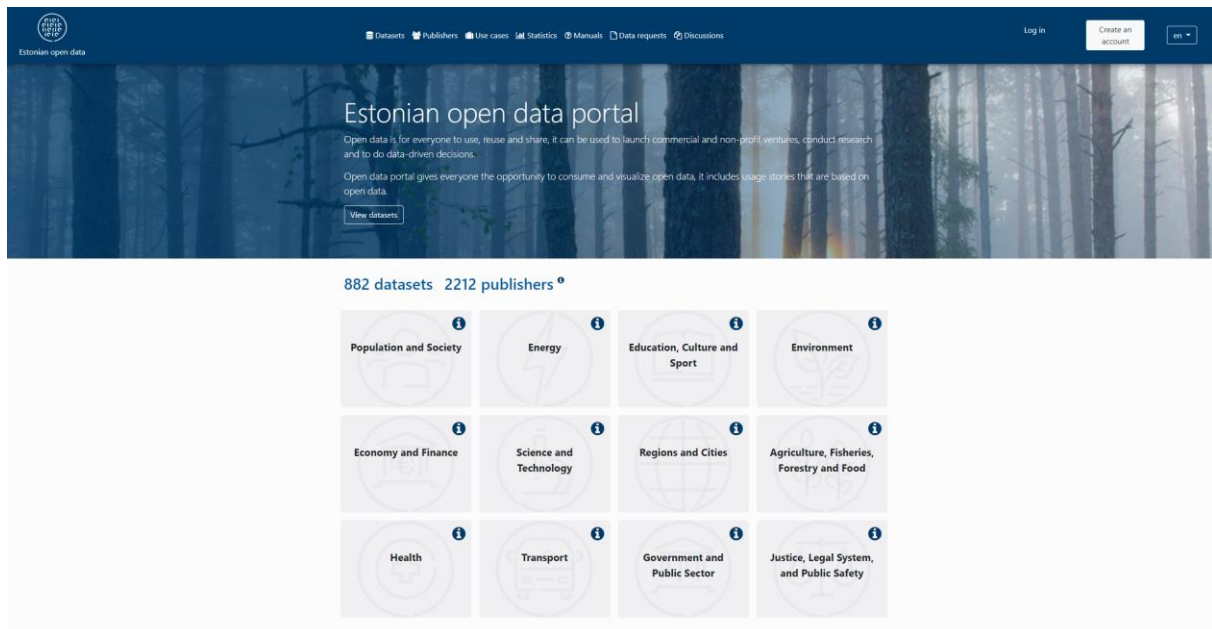 Estonian open data
Datasets Publishers Use cases Statistics Manuals Data requests Discussions
Log in
Create an
account
en
Estonian open data portal
Open data is for everyone to use, reuse and share, it can be used to launch commercial and non-profit ventures, conduct research
and to do data-driven decisions.
Open data portal gives everyone the opportunity to consume and visualize open data, it includes usage stories that are based on
open data.
View datasets
882 datasets 2212 publishers
Population and Society
Energy
Education, Culture and
Sport
Environment
Economy and Finance
Science and
Technology
Regions and Cities
Agriculture, Fisheries,
Forestry and Food
Health
Transport
Government and
Public Sector
Justice, Legal System,
and Public Safety